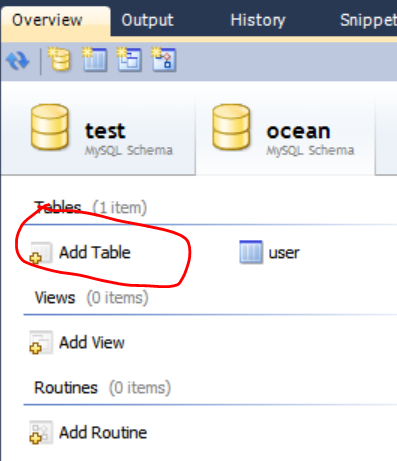 Overview Output History Snippet
test ocean
MySQL Schema MySQL Schema
Tables (1 item)
Add Table user
Views (0 items)
Add View
Routines (0 items)
Add Routine